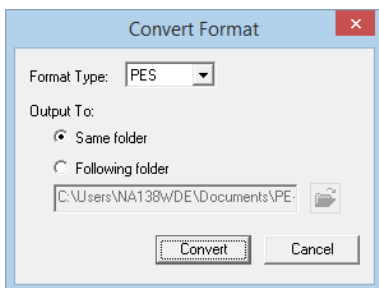 Convert Format
Format Type: PES
Output To:
Same folder
Following folder
C:\Users\NA138WDE\Documents\PE-
Convert Cancel